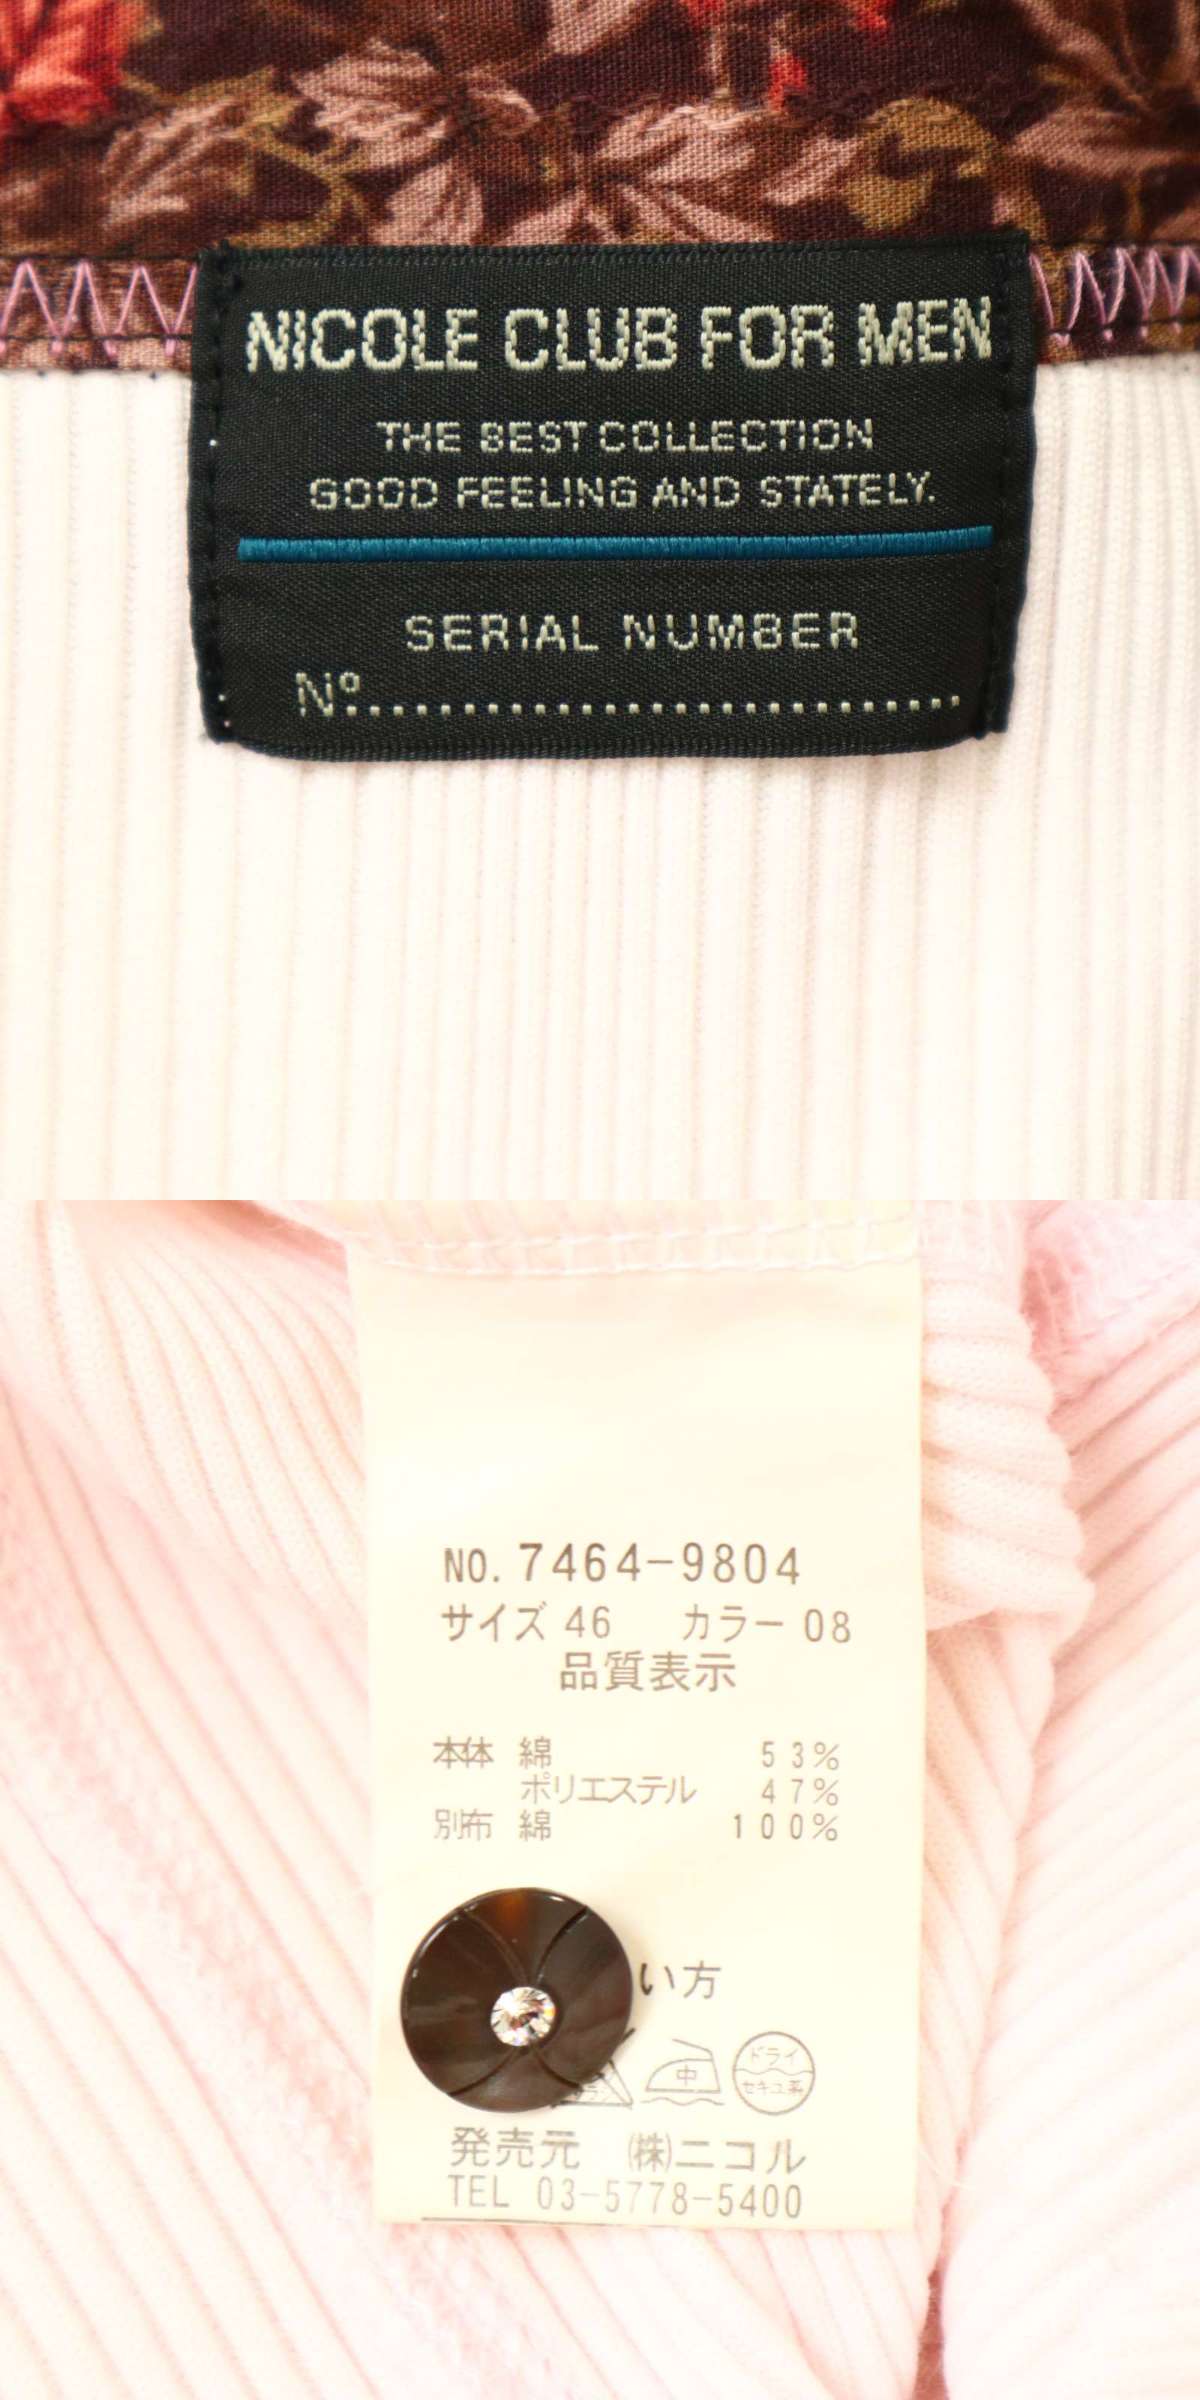 NICOLE CLUB FOR MEN
THE BEST COLLECTION
GOOD FEELING AND STATELY.
SERIAL NUMBER
Nº..........................
NO. 7464-9804
サイズ 46 カラー 08
品質表示
本体 綿 53%
ポリエステル 47%
別布 綿 100%
い方
中
ドライ
セキユ系
発売元 ㈱ニコル
TEL 03-5778-5400